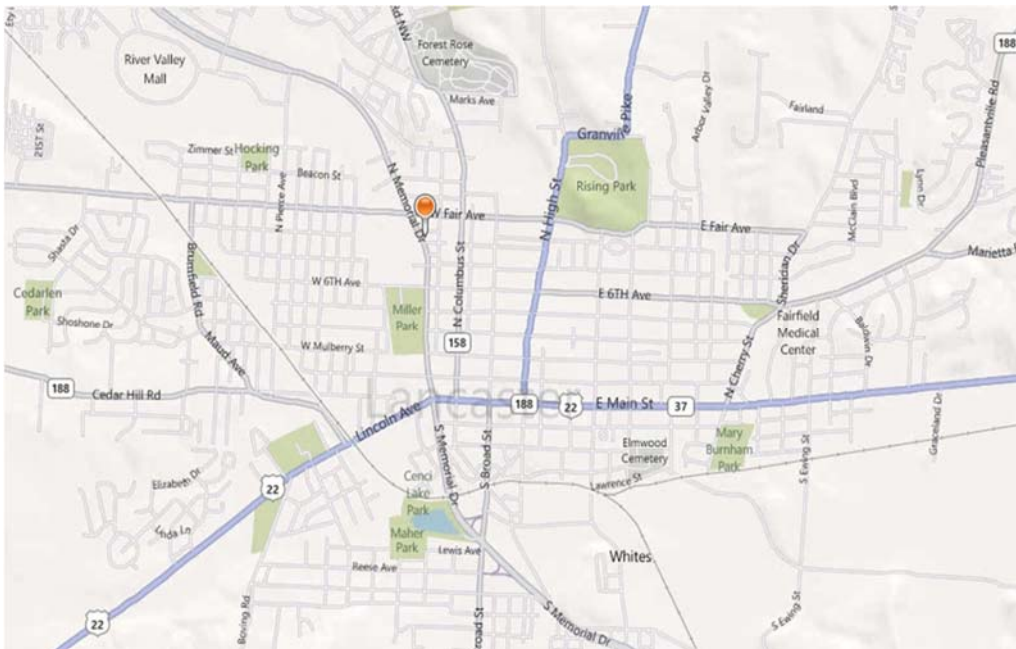 Ety
River Valley
Mall
Forest Rose
Cemetery
188
Marks Ave
Granville Pike
Arbor Valley Dr
Fairland
Pleasantville Rd
21ST St
Zimmer St
Hocking
Park
Beacon St
N Memorial Dr
Rising Park
McClain Blvd
Lynn Dr
N Pierce Ave
W Fair Ave
N High St
E Fair Ave
Shasta Dr
Brumfield Rd
N Columbus St
Sheridan Dr
Marietta
Cedarlen
Park
W 6TH Ave
E 6TH Ave
Miller
Park
Shoshone Dr
Fairfield
Medical
Center
Baldwin Dr
Maud Ave
W Mulberry St
158
N Cherry St
188
Cedar Hill Rd
Lancaster
188
22
E Main St
37
Lincoln Ave
Graceland Dr
S Memorial Dr
S Broad St
Elmwood
Cemetery
Mary
Burnham
Park
S Ewing St
Elizabeth Dr
22
Cenci
Lake
Park
Lawrence St
Linda Ln
Maher
Park
Lewis Ave
Whites
Reese Ave
22
Boving Rd
S Memorial Dr
S Ewing St
road St